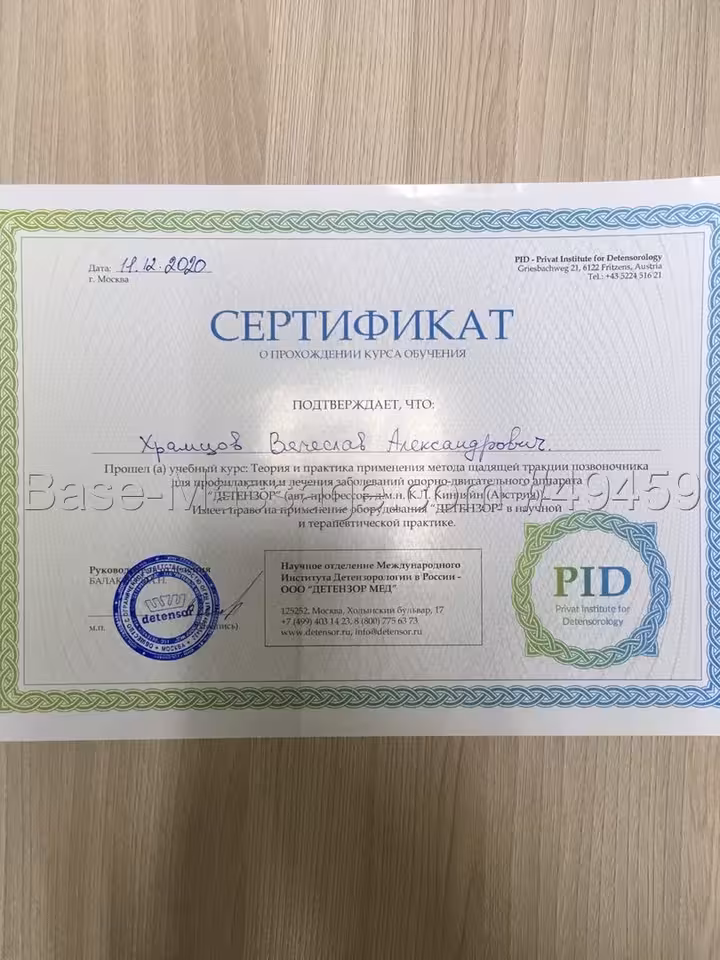 Дата: 11.12.2020
г. Москва
PID - Privat Institute for Detensorology
Griesbachweg 21, 6122 Fritzens, Austria
Tel.: +43 5224 516 21
СЕРТИФИКАТ
О ПРОХОЖДЕНИИ КУРСА ОБУЧЕНИЯ
ПОДТВЕРЖДАЕТ, ЧТО:
Храмцов Вячеслав Александрович.
Прошел (а) учебный курс: Теория и практика применения метода щадящей тракции позвоночника
для профилактики и лечения заболеваний опорно-двигательного аппарата
"ДЕТЕНЗОР" (авт. профессор, д.м.н. К.Л. Кинляйн (Австрия)).
Имеет право на применение оборудования "ДЕТЕНЗОР" в научной
и терапевтической практике.
Base-M 49459
detensor
м.п.
Научное отделение Международного
Института Детензорологии в России -
ООО "ДЕТЕНЗОР МЕД"
125252, Москва, Ходынский бульвар, 17
+7 (499) 403 14 23, 8 (800) 775 63 73
www.detensor.ru, info@detensor.ru
PID
Privat Institute for
Detensorology